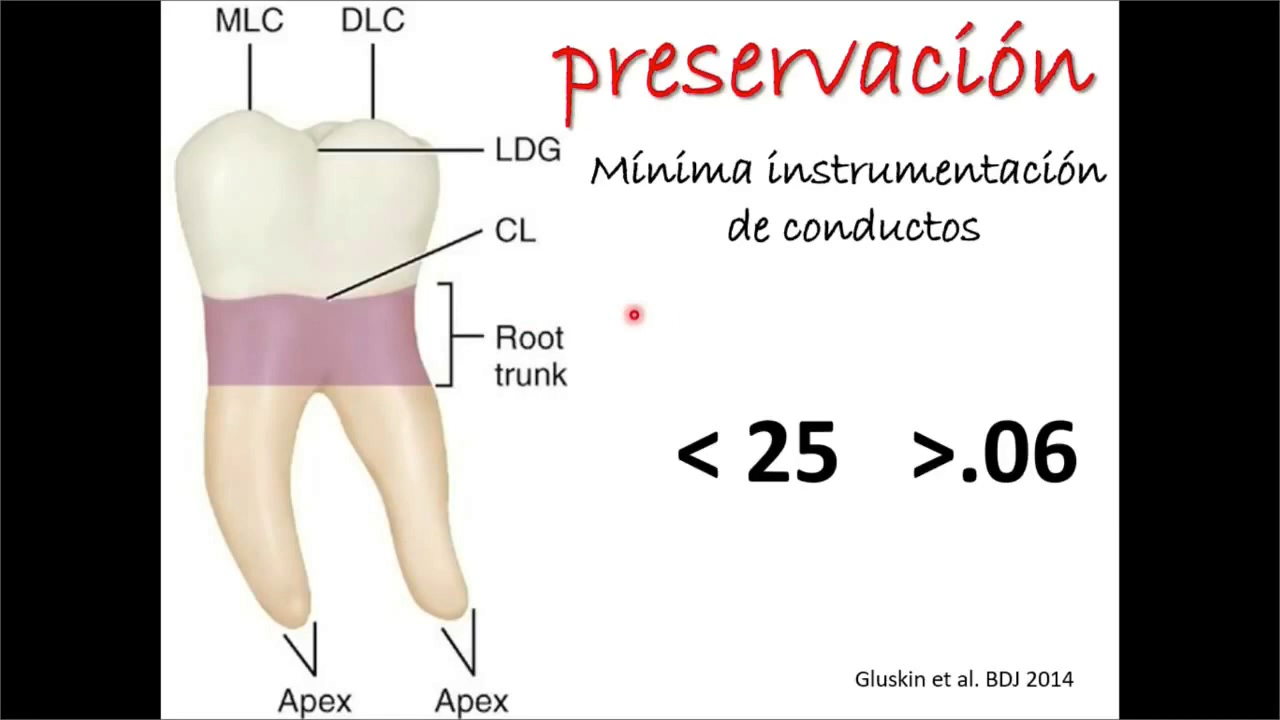 MLC DLC
preservación
LDG
Mínima instrumentación
de conductos
CL
Root
trunk
< 25 >.06
Gluskin et al. BDJ 2014
Apex Apex